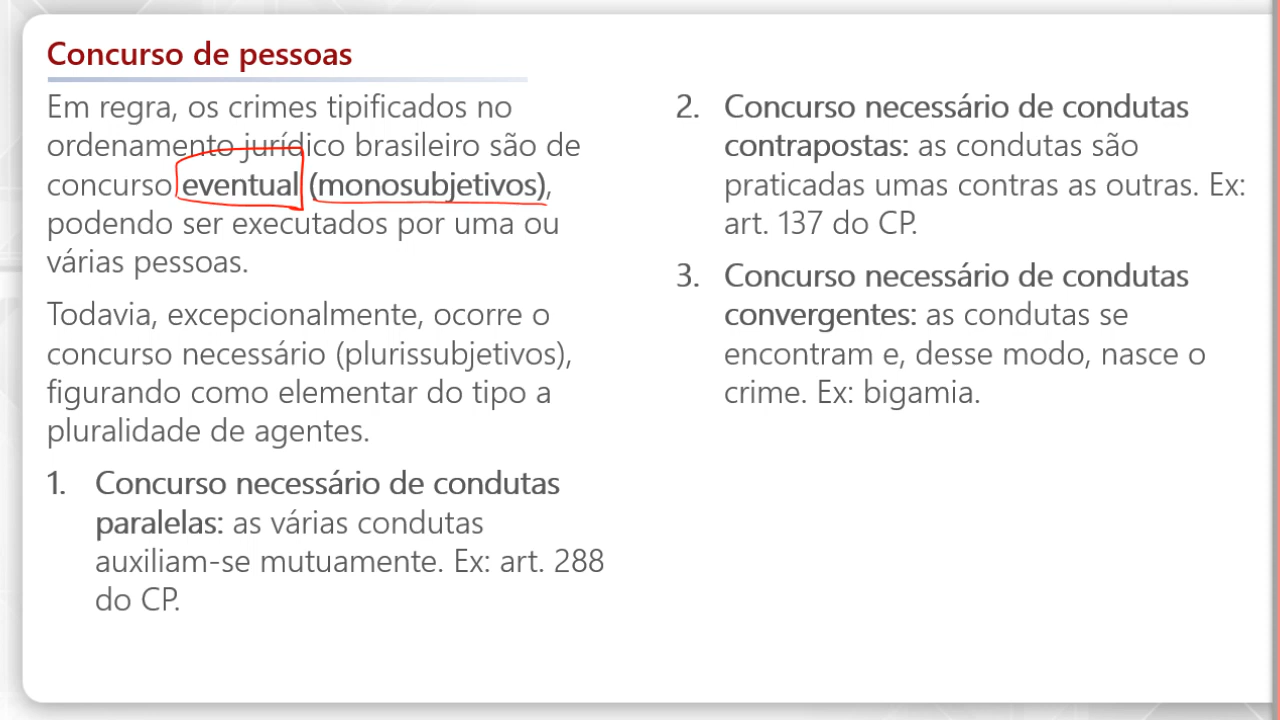 Concurso de pessoas
Em regra, os crimes tipificados no
ordenamento jurídico brasileiro são de
concurso eventual (monosubjetivos),
podendo ser executados por uma ou
várias pessoas.
Todavia, excepcionalmente, ocorre o
concurso necessário (plurissubjetivos),
figurando como elementar do tipo a
pluralidade de agentes.
1. Concurso necessário de condutas
paralelas: as várias condutas
auxiliam-se mutuamente. Ex: art. 288
do CP.
2. Concurso necessário de condutas
contrapostas: as condutas são
praticadas umas contras as outras. Ex:
art. 137 do CP.
3. Concurso necessário de condutas
convergentes: as condutas se
encontram e, desse modo, nasce o
crime. Ex: bigamia.